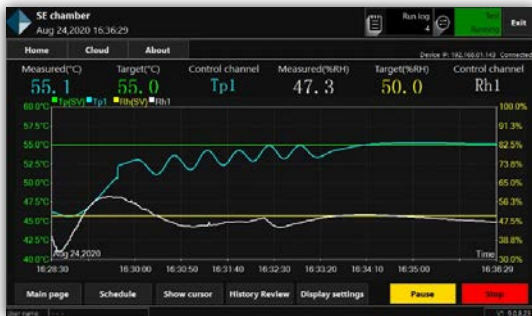 SE chamber
Aug 24,2020 16:36:29
Run log
4
Test
Running
Exit
Home Cloud About
Device IP: 192.168.01.143 Connected
Measured(°C) Target(°C) Control channel Measured(%RH) Target(%RH) Control channel
55.1 55.0 Tp1 47.3 50.0 Rh1
Tp(SV) Tp1 Rh(SV) Rh1
60.0°C 100.0%
57.5°C 91.3%
55.0°C 82.5%
52.5°C 73.8%
50.0°C 65.0%
47.5°C 56.3%
45.0°C 47.5%
42.5°C 38.8%
40.0°C 30.0%
Aug 24,2020 Time
16:28:30 16:30:00 16:30:50 16:31:40 16:32:30 16:33:20 16:34:10 16:35:00 16:36:29
Main page Schedule Show cursor History Review Display settings Pause Stop
User name